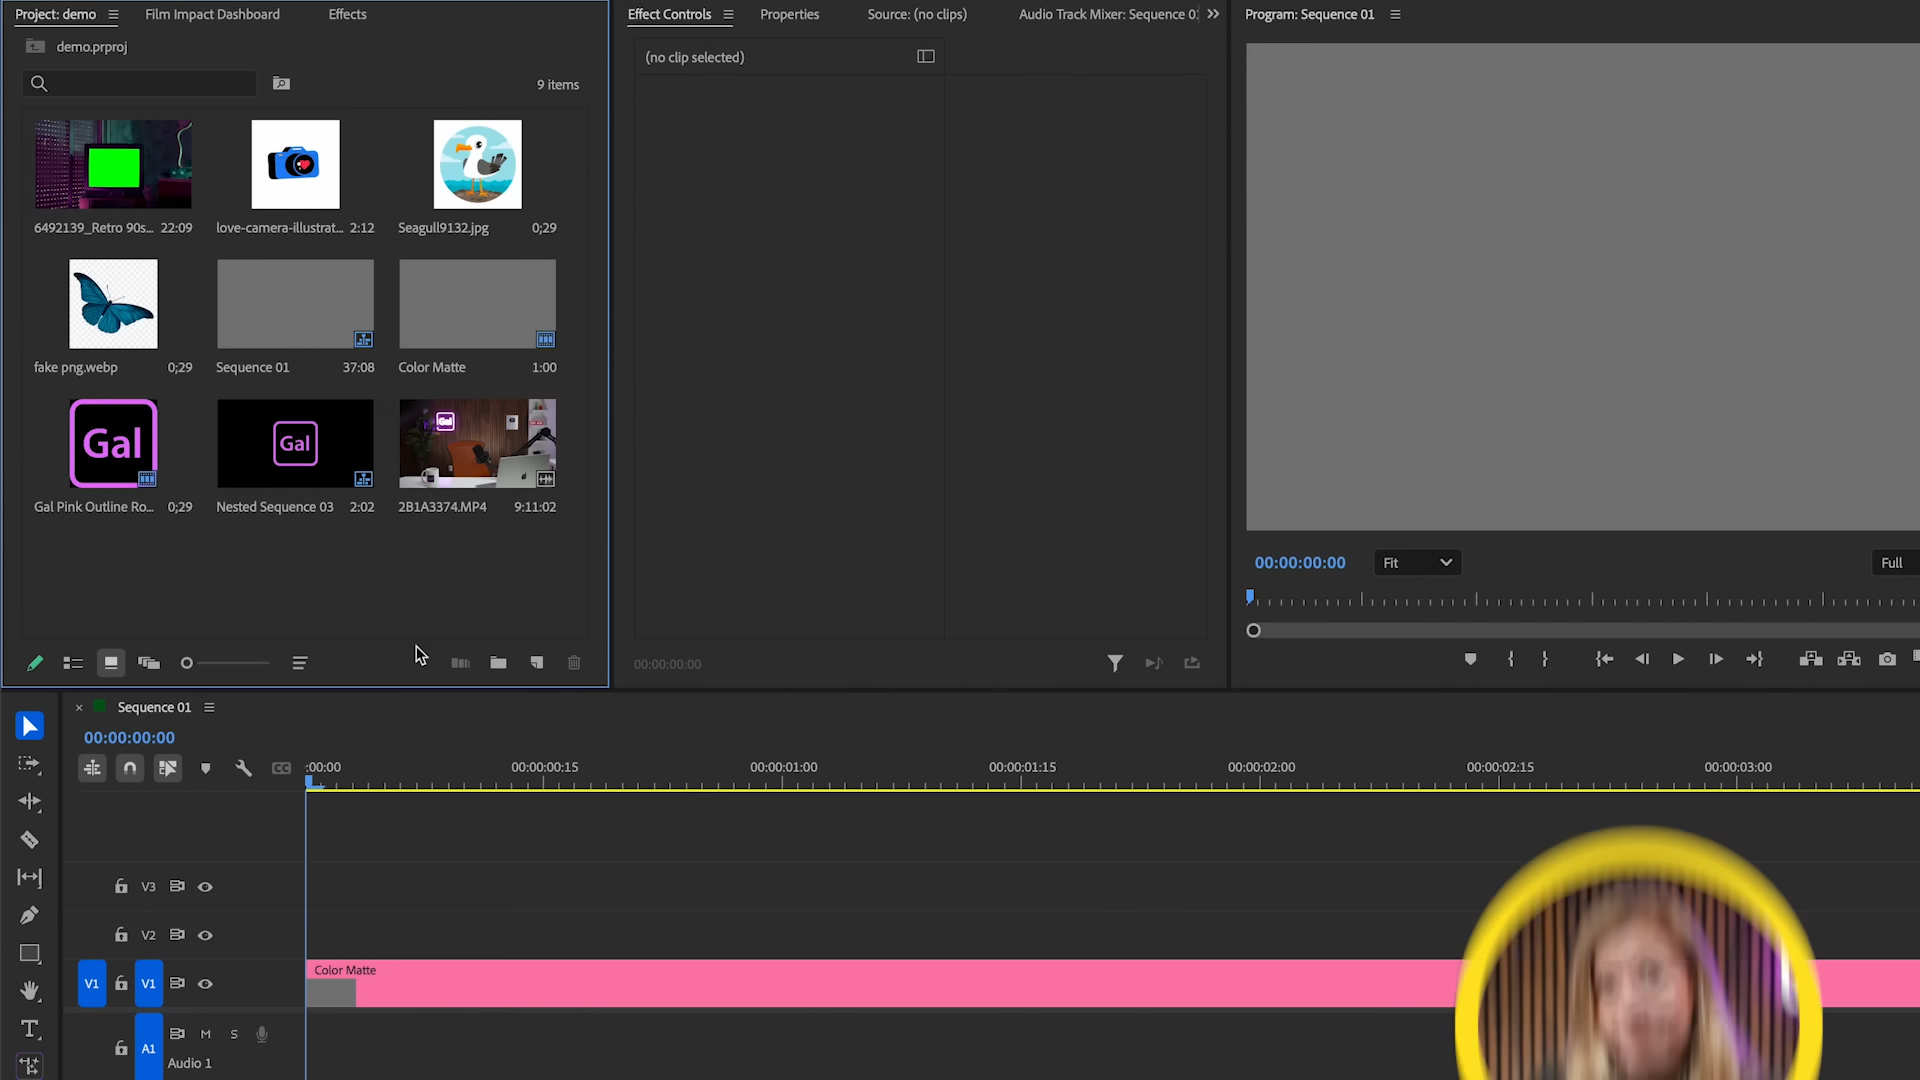 Project: demo
Film Impact Dashboard
Effects
demo.prproj
9 items
6492139_Retro 90s... 22:09
love-camera-illustrat... 2:12
Seagull9132.jpg 0;29
fake png.webp 0;29
Sequence 01 37:08
Color Matte 1:00
Gal
Gal
Gal
Gal Pink Outline Ro... 0;29
Nested Sequence 03 2:02
2B1A3374.MP4 9:11:02
Effect Controls
Properties
Source: (no clips)
Audio Track Mixer: Sequence 0
(no clip selected)
00:00:00:00
Program: Sequence 01
00:00:00:00
Fit
Full
× Sequence 01
00:00:00:00
CC
:00:00
00:00:00:15
00:00:01:00
00:00:01:15
00:00:02:00
00:00:02:15
00:00:03:00
V3
V2
V1 V1
Color Matte
A1 M S
Audio 1
T